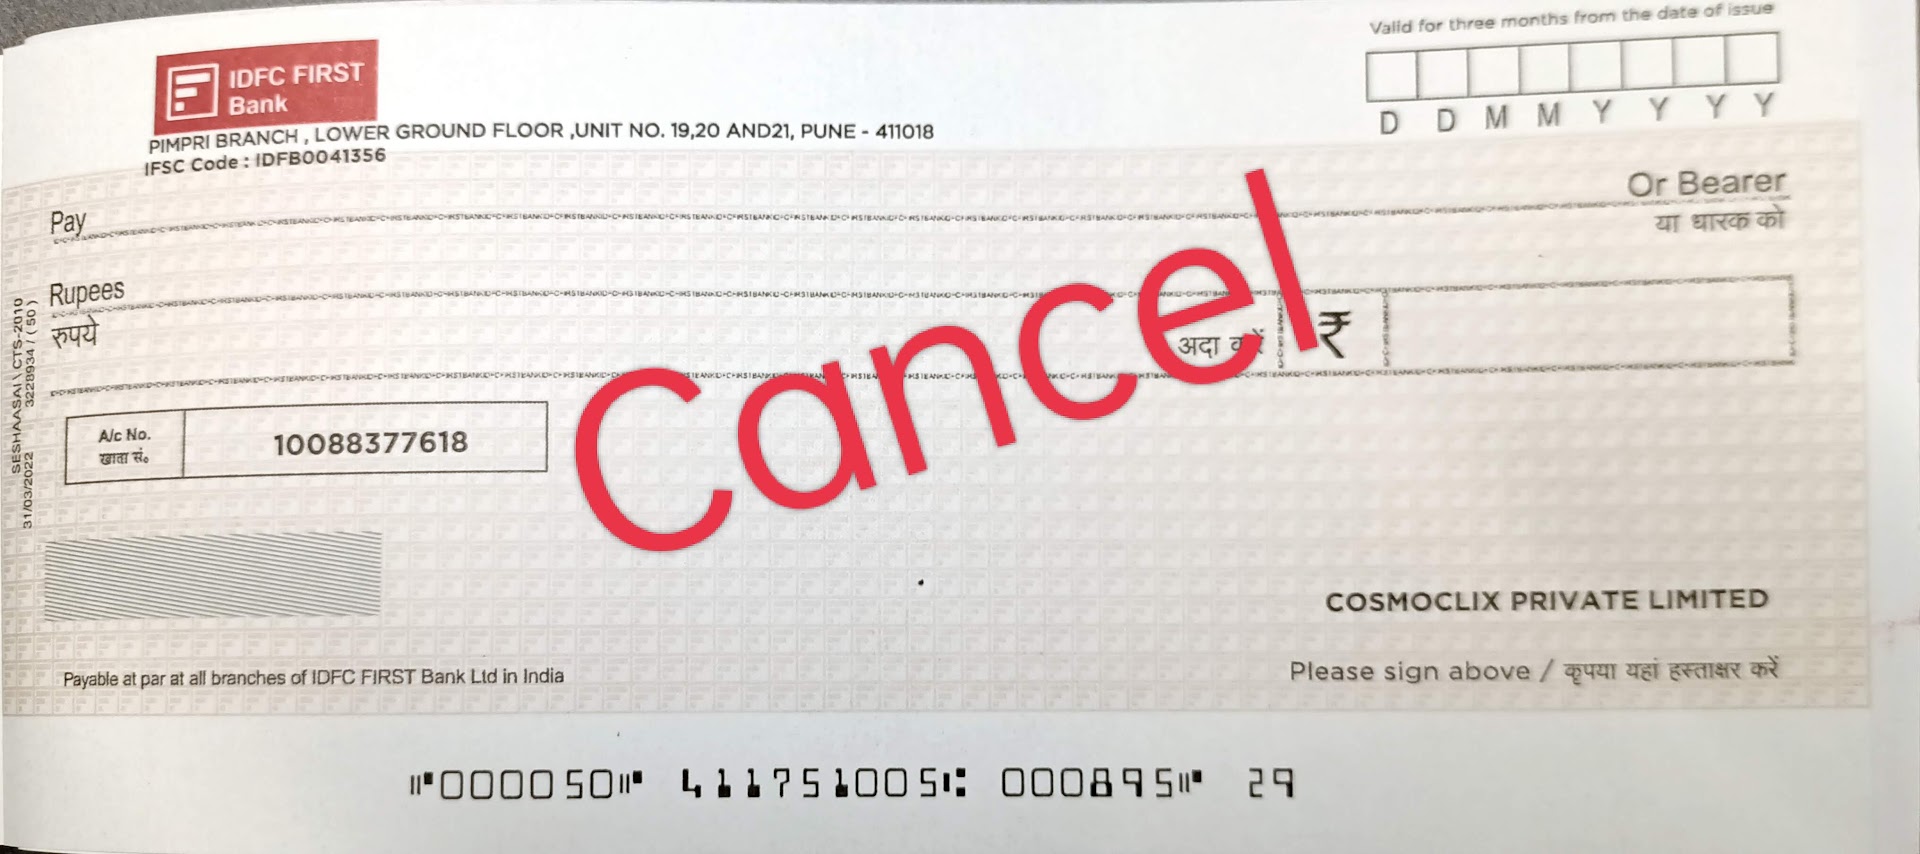 Valid for three months from the date of issue
IDFC FIRST
Bank
D D M M Y Y Y Y
PIMPRI BRANCH , LOWER GROUND FLOOR ,UNIT NO. 19,20 AND21, PUNE - 411018
IFSC Code : IDFB0041356
Pay
Or Bearer
या धारक को
Rupees
रुपये
अदा करें ₹
Cancel
A/c No.
खाता सं.
10088377618
SESHAASAI \ CTS-2010
31/03/2022 3228934 / ( 50 )
COSMOCLIX PRIVATE LIMITED
Payable at par at all branches of IDFC FIRST Bank Ltd in India
Please sign above / कृपया यहां हस्ताक्षर करें
⑈000050⑈ 411751005⑆ 000895⑈ 29